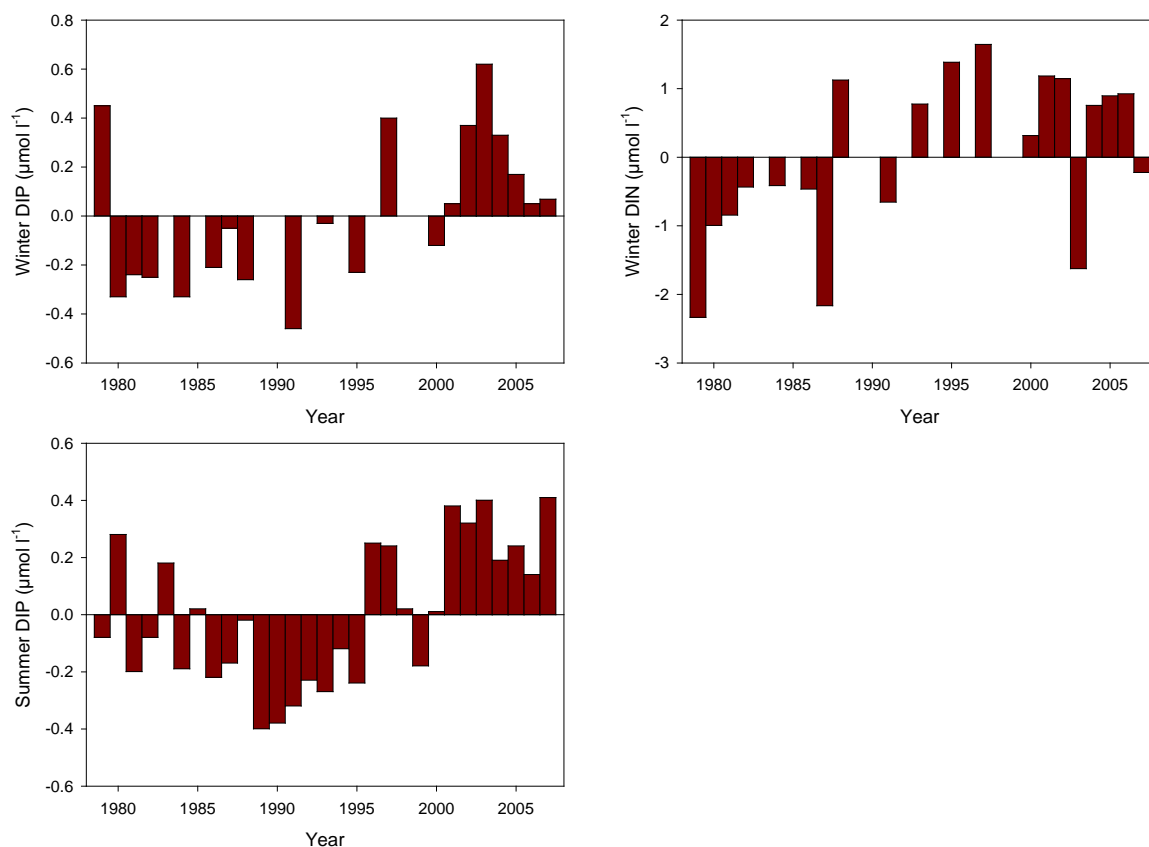 Winter DIP (µmol l⁻¹)
0.8
0.6
0.4
0.2
0.0
-0.2
-0.4
-0.6
1980 1985 1990 1995 2000 2005
Year
Winter DIN (µmol l⁻¹)
2
1
0
-1
-2
-3
1980 1985 1990 1995 2000 2005
Year
Summer DIP (µmol l⁻¹)
0.6
0.4
0.2
0.0
-0.2
-0.4
-0.6
1980 1985 1990 1995 2000 2005
Year